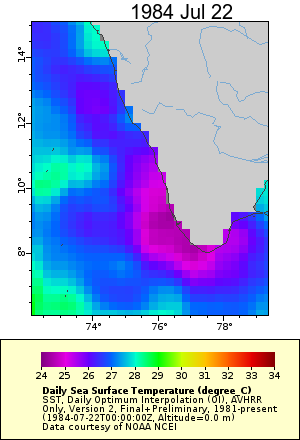 1984 Jul 22
14°
12°
10°
8°
74° 76° 78°
24 25 26 27 28 29 30 31 32 33 34
Daily Sea Surface Temperature (degree_C)
SST, Daily Optimum Interpolation (OI), AVHRR
Only, Version 2, Final+Preliminary, 1981-present
(1984-07-22T00:00:00Z, Altitude=0.0 m)
Data courtesy of NOAA NCEI